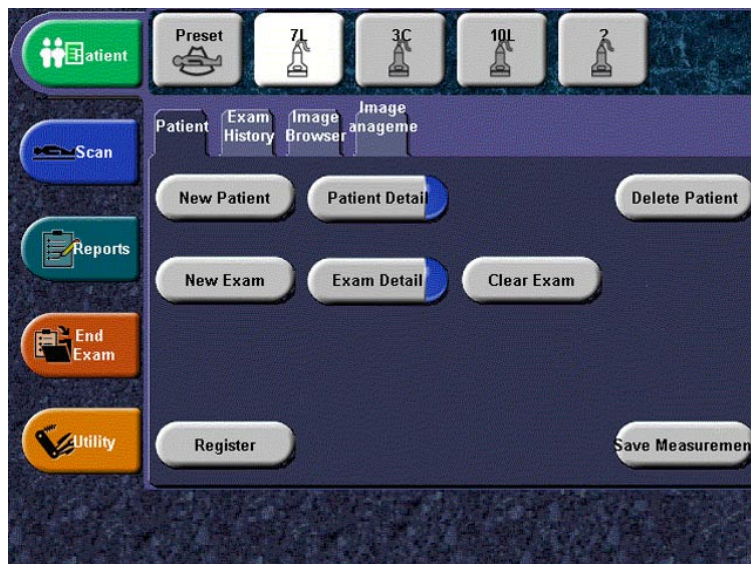 Patient
Preset
7L
3C
10L
?
Patient
Exam
History
Image
Browser
Image
anageme
Scan
New Patient
Patient Detail
Delete Patient
Reports
New Exam
Exam Detail
Clear Exam
End
Exam
Utility
Register
Save Measuremen